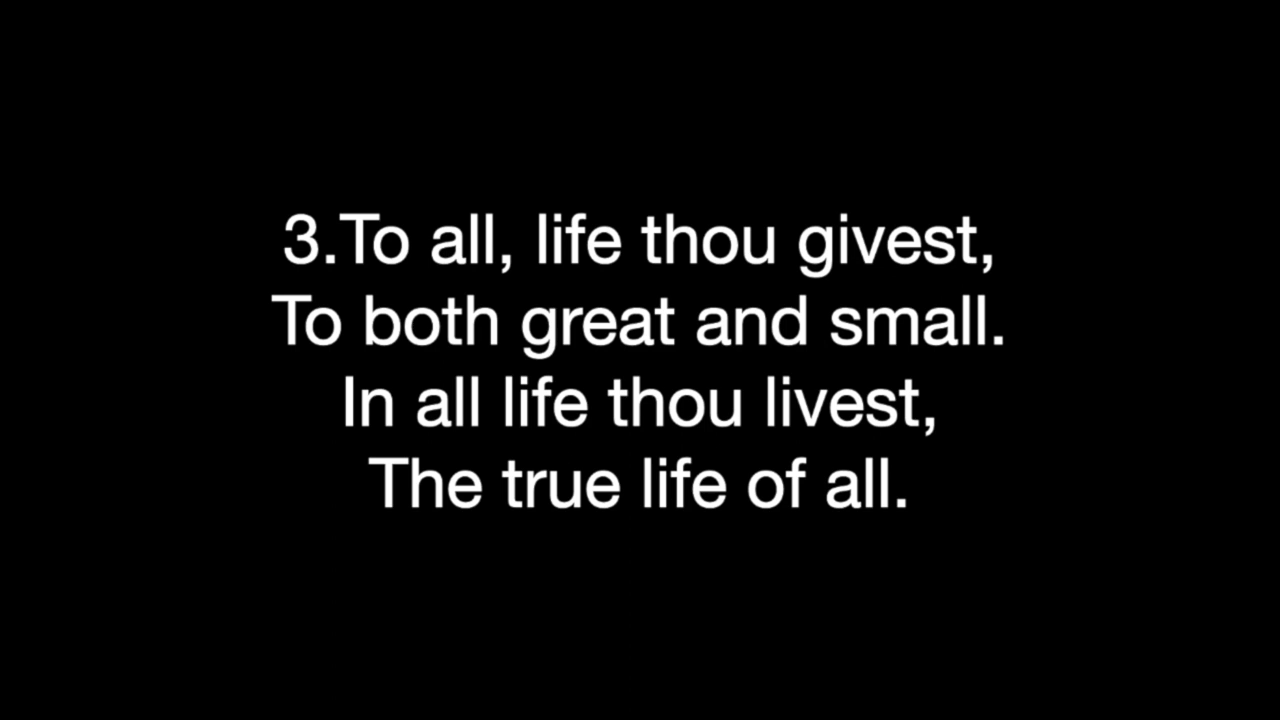 3.To all, life thou givest,
To both great and small.
In all life thou livest,
The true life of all.